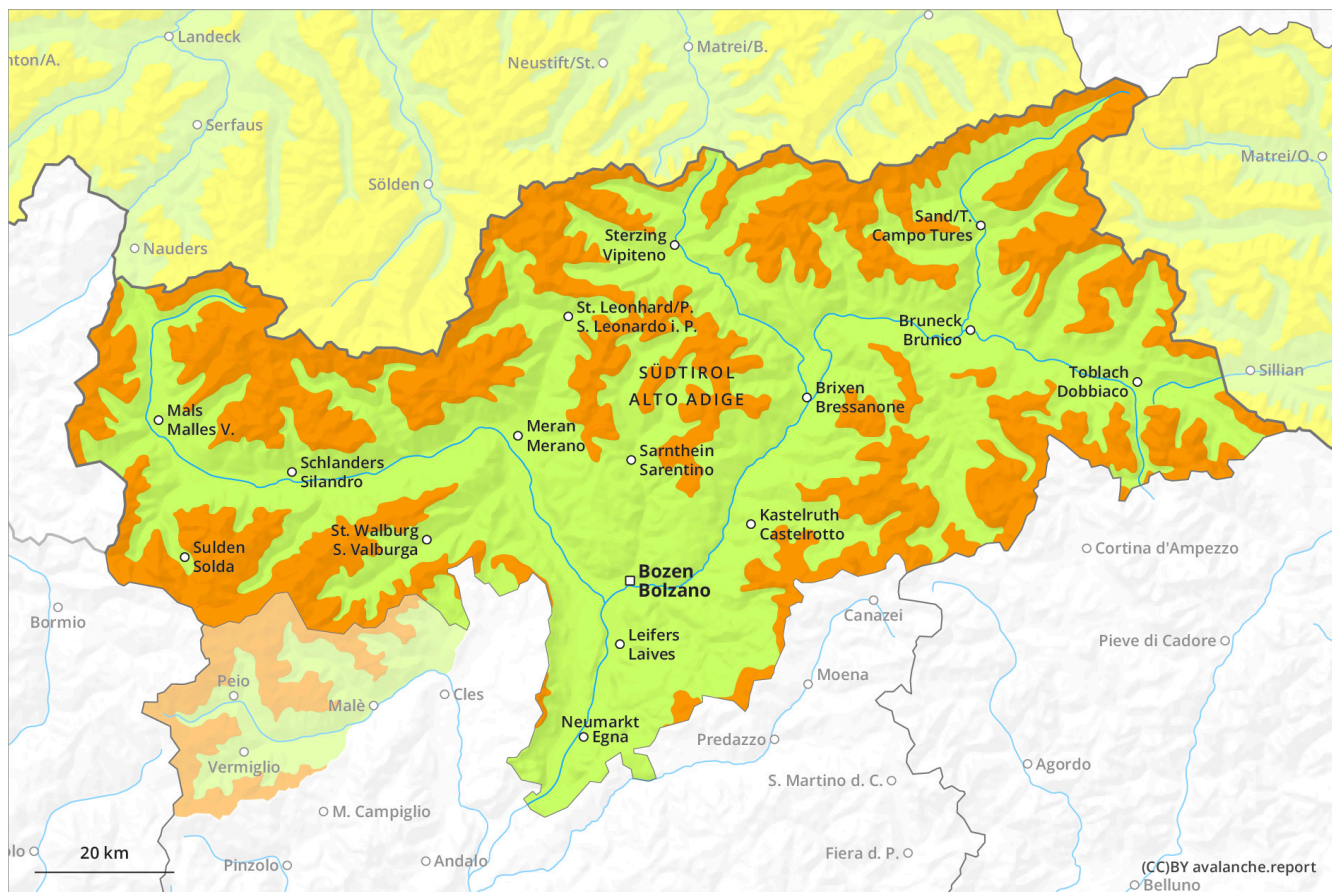 Landeck
nton/A.
Matrei/B.
Neustift/St.
Serfaus
Matrei/O.
Sölden
Sand/T.
Campo Tures
Sterzing
Vipiteno
Nauders
St. Leonhard/P.
S. Leonardo i. P.
Bruneck
Brunico
SÜDTIROL
ALTO ADIGE
Toblach
Dobbiaco
Sillian
Brixen
Bressanone
Mals
Malles V.
Meran
Merano
Sarnthein
Sarentino
Schlanders
Silandro
Kastelruth
Castelrotto
St. Walburg
S. Valburga
Sulden
Solda
Cortina d'Ampezzo
Bozen
Bolzano
Bormio
Canazei
Leifers
Laives
Pieve di Cadore
Peio
Moena
Cles
Malè
Neumarkt
Egna
Predazzo
Vermiglio
Agordo
S. Martino d. C.
M. Campiglio
olo
20 km
Andalo
Pinzolo
Fiera d. P.
(CC)BY avalanche.report
Belluno